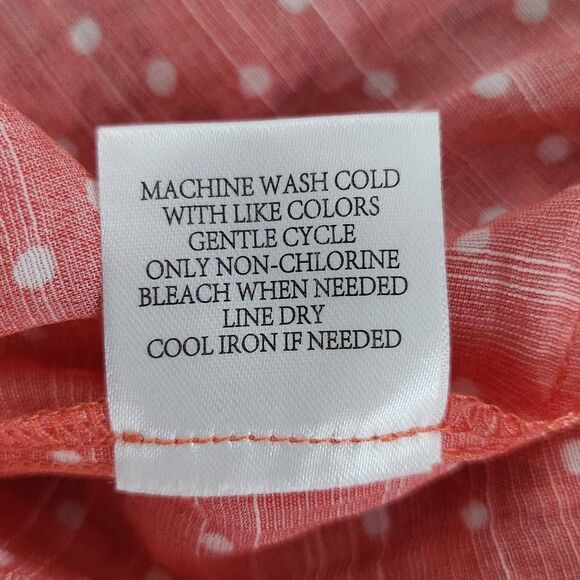 MACHINE WASH COLD
WITH LIKE COLORS
GENTLE CYCLE
ONLY NON-CHLORINE
BLEACH WHEN NEEDED
LINE DRY
COOL IRON IF NEEDED